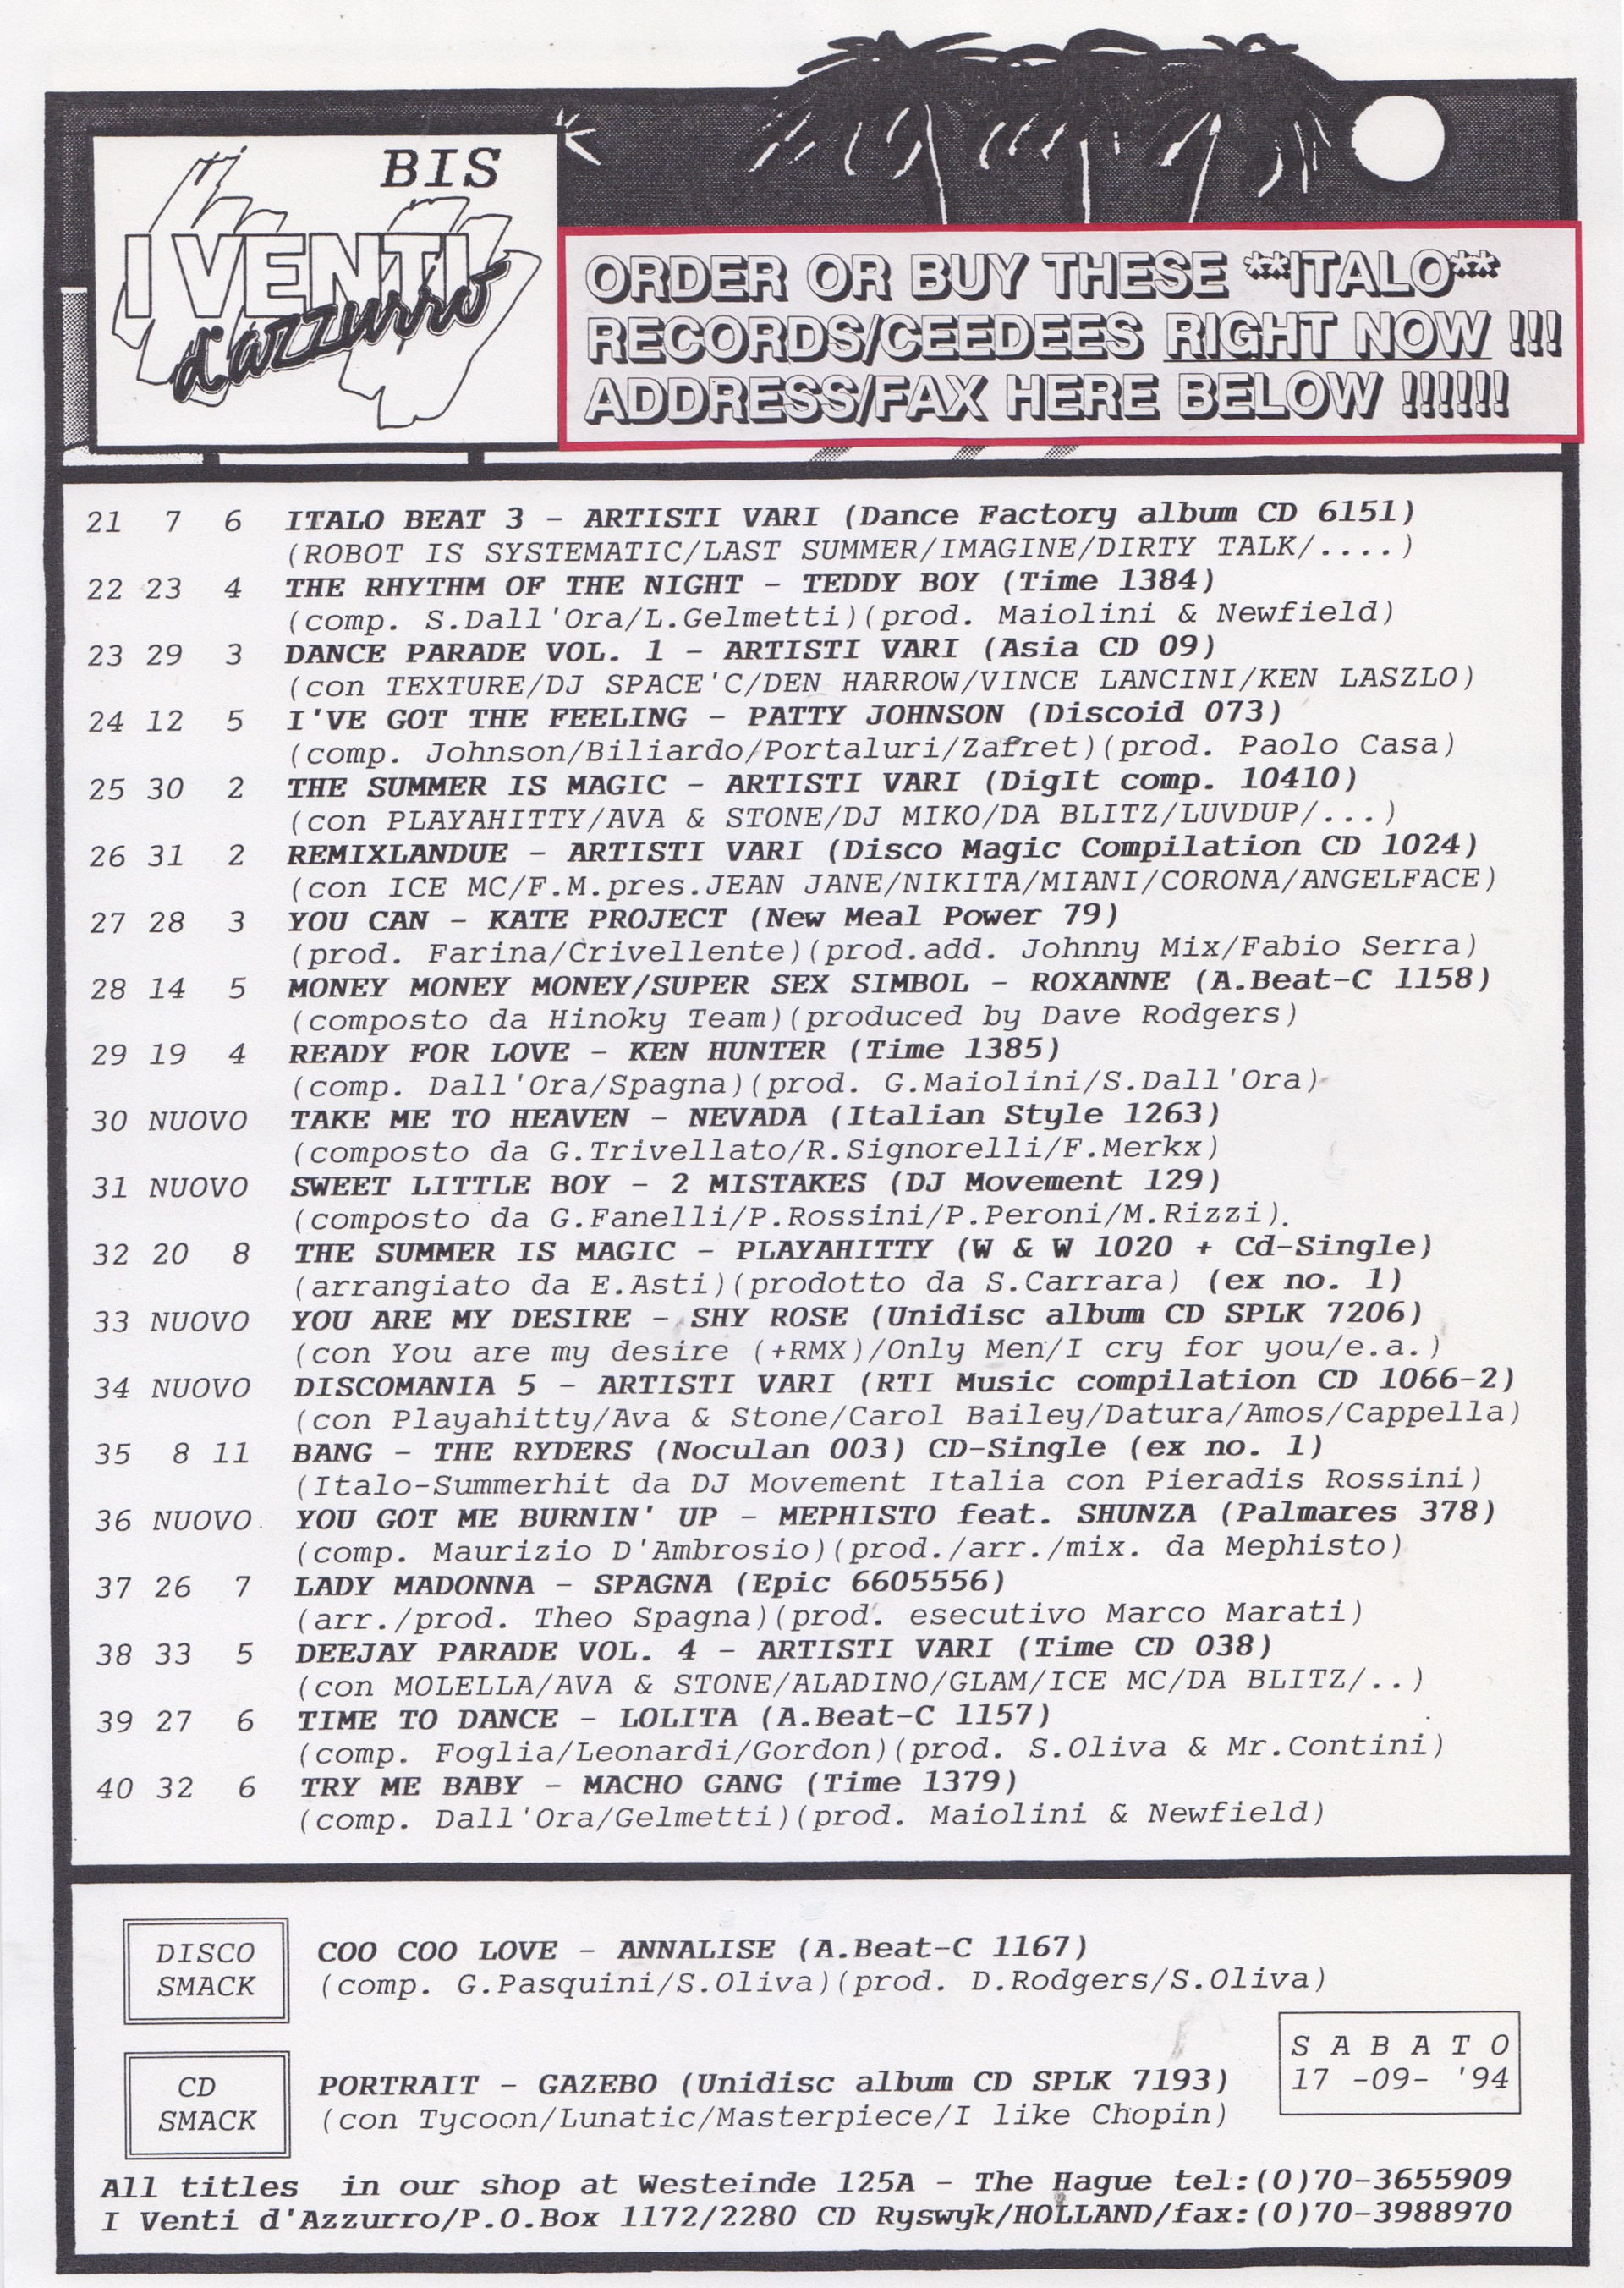 BIS
I VENTI
d'azzurro
ORDER OR BUY THESE **ITALO**
RECORDS/CEEDEES RIGHT NOW !!!
ADDRESS/FAX HERE BELOW !!!!!!
21 7 6 ITALO BEAT 3 - ARTISTI VARI (Dance Factory album CD 6151)
(ROBOT IS SYSTEMATIC/LAST SUMMER/IMAGINE/DIRTY TALK/....)
22 23 4 THE RHYTHM OF THE NIGHT - TEDDY BOY (Time 1384)
(comp. S.Dall'Ora/L.Gelmetti)(prod. Maiolini & Newfield)
23 29 3 DANCE PARADE VOL. 1 - ARTISTI VARI (Asia CD 09)
(con TEXTURE/DJ SPACE'C/DEN HARROW/VINCE LANCINI/KEN LASZLO)
24 12 5 I'VE GOT THE FEELING - PATTY JOHNSON (Discoid 073)
(comp. Johnson/Biliardo/Portaluri/Zafret)(prod. Paolo Casa)
25 30 2 THE SUMMER IS MAGIC - ARTISTI VARI (DigIt comp. 10410)
(con PLAYAHITTY/AVA & STONE/DJ MIKO/DA BLITZ/LUVDUP/...)
26 31 2 REMIXLANDUE - ARTISTI VARI (Disco Magic Compilation CD 1024)
(con ICE MC/F.M.pres.JEAN JANE/NIKITA/MIANI/CORONA/ANGELFACE)
27 28 3 YOU CAN - KATE PROJECT (New Meal Power 79)
(prod. Farina/Crivellente)(prod.add. Johnny Mix/Fabio Serra)
28 14 5 MONEY MONEY MONEY/SUPER SEX SIMBOL - ROXANNE (A.Beat-C 1158)
(composto da Hinoky Team)(produced by Dave Rodgers)
29 19 4 READY FOR LOVE - KEN HUNTER (Time 1385)
(comp. Dall'Ora/Spagna)(prod. G.Maiolini/S.Dall'Ora)
30 NUOVO TAKE ME TO HEAVEN - NEVADA (Italian Style 1263)
(composto da G.Trivellato/R.Signorelli/F.Merkx)
31 NUOVO SWEET LITTLE BOY - 2 MISTAKES (DJ Movement 129)
(composto da G.Fanelli/P.Rossini/P.Peroni/M.Rizzi).
32 20 8 THE SUMMER IS MAGIC - PLAYAHITTY (W & W 1020 + Cd-Single)
(arrangiato da E.Asti)(prodotto da S.Carrara) (ex no. 1)
33 NUOVO YOU ARE MY DESIRE - SHY ROSE (Unidisc album CD SPLK 7206)
(con You are my desire (+RMX)/Only Men/I cry for you/e.a.)
34 NUOVO DISCOMANIA 5 - ARTISTI VARI (RTI Music compilation CD 1066-2)
(con Playahitty/Ava & Stone/Carol Bailey/Datura/Amos/Cappella)
35 8 11 BANG - THE RYDERS (Noculan 003) CD-Single (ex no. 1)
(Italo-Summerhit da DJ Movement Italia con Pieradis Rossini)
36 NUOVO YOU GOT ME BURNIN' UP - MEPHISTO feat. SHUNZA (Palmares 378)
(comp. Maurizio D'Ambrosio)(prod./arr./mix. da Mephisto)
37 26 7 LADY MADONNA - SPAGNA (Epic 6605556)
(arr./prod. Theo Spagna)(prod. esecutivo Marco Marati)
38 33 5 DEEJAY PARADE VOL. 4 - ARTISTI VARI (Time CD 038)
(con MOLELLA/AVA & STONE/ALADINO/GLAM/ICE MC/DA BLITZ/..)
39 27 6 TIME TO DANCE - LOLITA (A.Beat-C 1157)
(comp. Foglia/Leonardi/Gordon)(prod. S.Oliva & Mr.Contini)
40 32 6 TRY ME BABY - MACHO GANG (Time 1379)
(comp. Dall'Ora/Gelmetti)(prod. Maiolini & Newfield)
DISCO
SMACK
COO COO LOVE - ANNALISE (A.Beat-C 1167)
(comp. G.Pasquini/S.Oliva)(prod. D.Rodgers/S.Oliva)
CD
SMACK
PORTRAIT - GAZEBO (Unidisc album CD SPLK 7193)
(con Tycoon/Lunatic/Masterpiece/I like Chopin)
S A B A T O
17 -09- '94
All titles in our shop at Westeinde 125A - The Hague tel:(0)70-3655909
I Venti d'Azzurro/P.O.Box 1172/2280 CD Ryswyk/HOLLAND/fax:(0)70-3988970